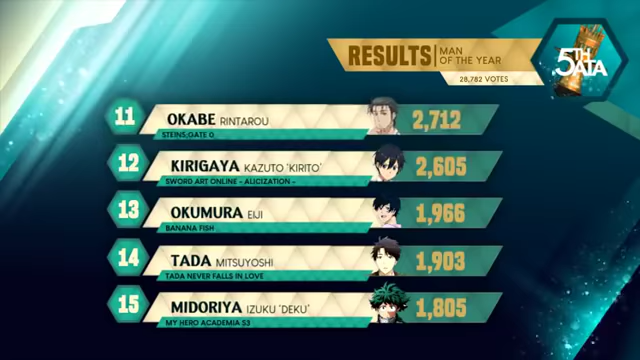 RESULTS
MAN
OF THE YEAR
28,782 VOTES
5TH
ATA
11
OKABE RINTAROU
STEINS;GATE 0
2,712
12
KIRIGAYA KAZUTO 'KIRITO'
SWORD ART ONLINE - ALICIZATION -
2,605
13
OKUMURA EIJI
BANANA FISH
1,966
14
TADA MITSUYOSHI
TADA NEVER FALLS IN LOVE
1,903
15
MIDORIYA IZUKU 'DEKU'
MY HERO ACADEMIA S3
1,805